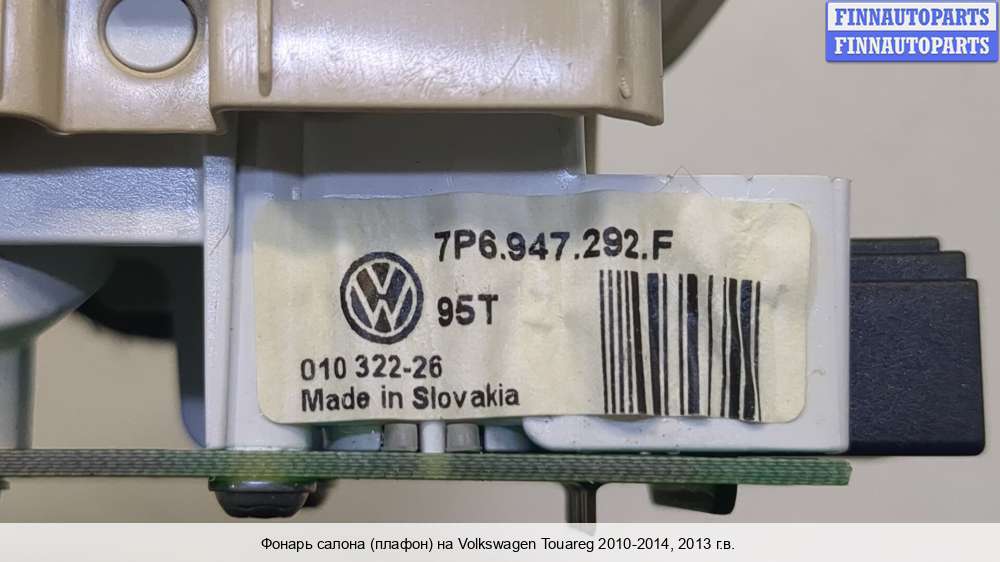 FINNAUTOPARTS
FINNAUTOPARTS
7P6.947.292.F
95T
010 322-26
Made in Slovakia
Фонарь салона (плафон) на Volkswagen Touareg 2010-2014, 2013 г.в.